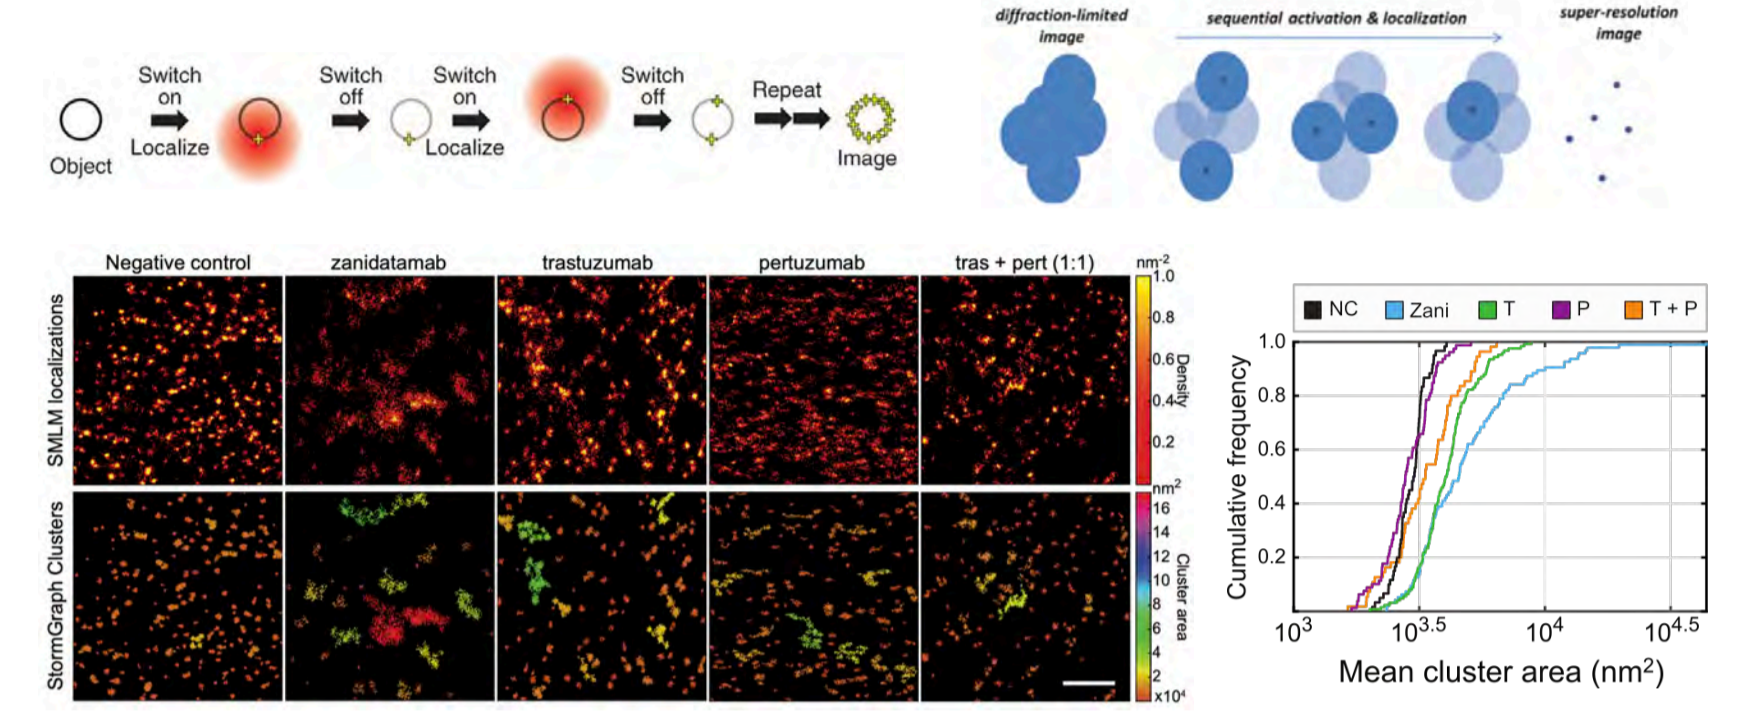 Object
Switch
on
Localize
Switch
off
Switch
on
Localize
Switch
off
Repeat
Image
diffraction-limited
image
sequential activation & localization
super-resolution
image
Negative control
zanidatamab
trastuzumab
pertuzumab
tras + pert (1:1)
SMLM localizations
StormGraph Clusters
nm-2
1.0
0.8
0.6
0.4
0.2
Density
nm2
16
14
12
10
8
6
4
2
x10⁴
Cluster area
NC
Zani
T
P
T + P
Cumulative frequency
1.0
0.8
0.6
0.4
0.2
10³ 10³·⁵ 10⁴ 10⁴·⁵
Mean cluster area (nm²)